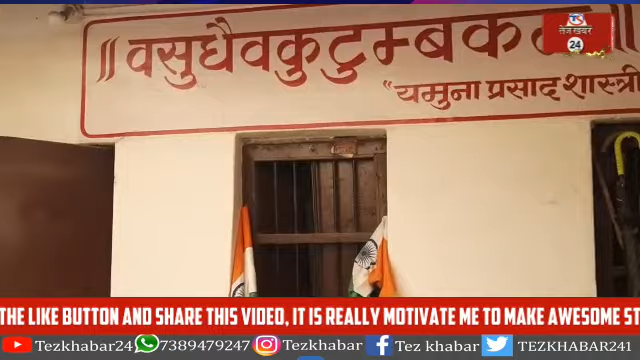 ॥ वसुधैवकुटुम्बकम् ॥
TK
तेज खबर
24
"यमुना प्रसाद शास्त्री
THE LIKE BUTTON AND SHARE THIS VIDEO, IT IS REALLY MOTIVATE ME TO MAKE AWESOME ST
Tezkhabar24 7389479247 Tezkhabar Tez khabar TEZKHABAR241